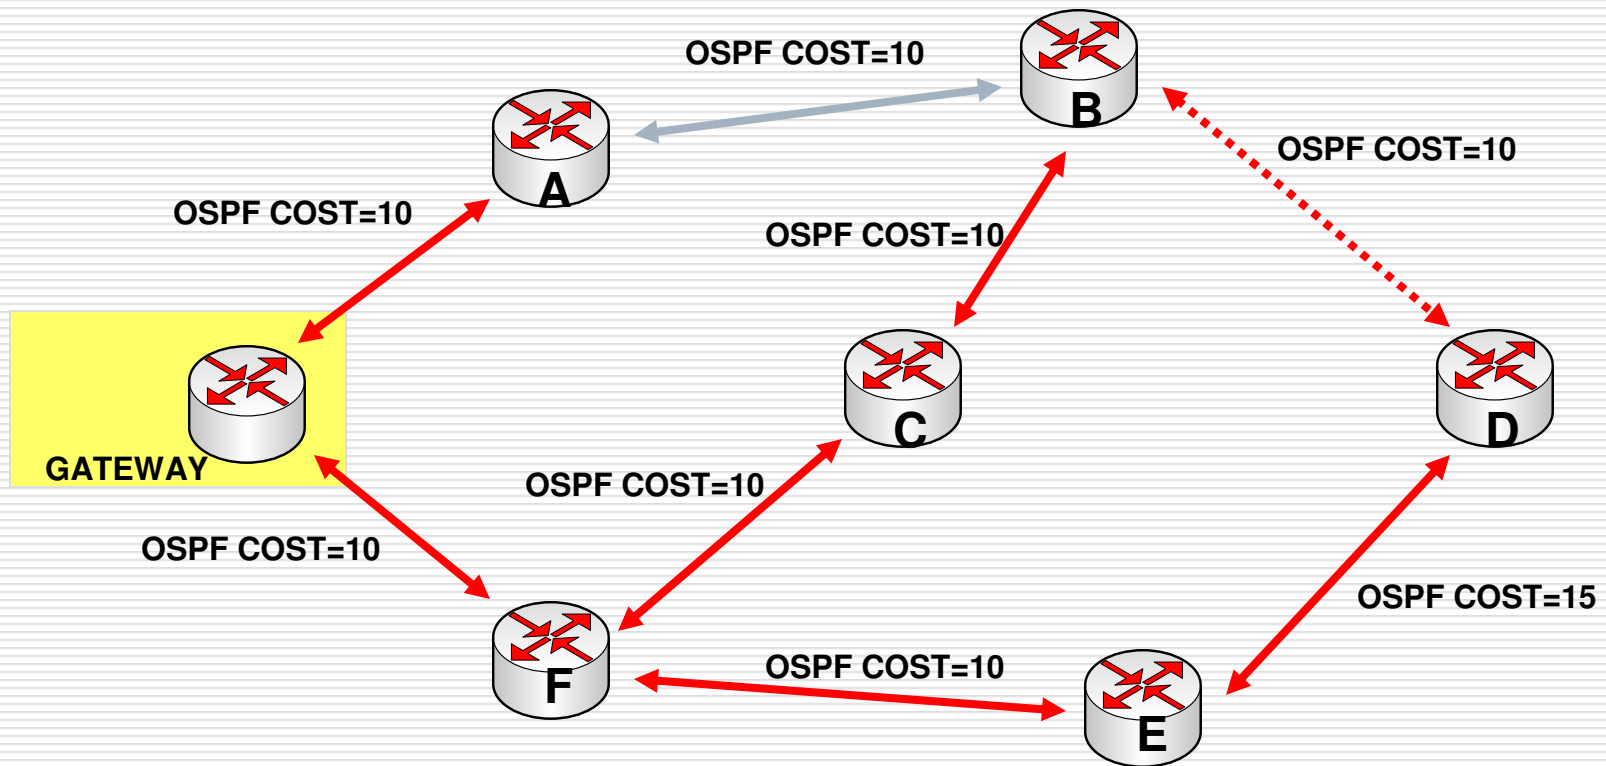 OSPF COST=10
B
OSPF COST=10
A
OSPF COST=10
OSPF COST=10
C
D
GATEWAY
OSPF COST=10
OSPF COST=10
OSPF COST=15
F
OSPF COST=10
E